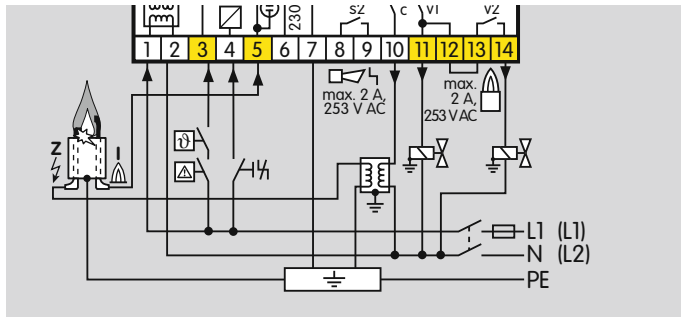 230
s2
c
v1
v2
1 2 3 4 5 6 7 8 9 10 11 12 13 14
max. 2 A,
253 V AC
max.
2 A,
253 V AC
Z
I
ϑ
L1 (L1)
N (L2)
PE